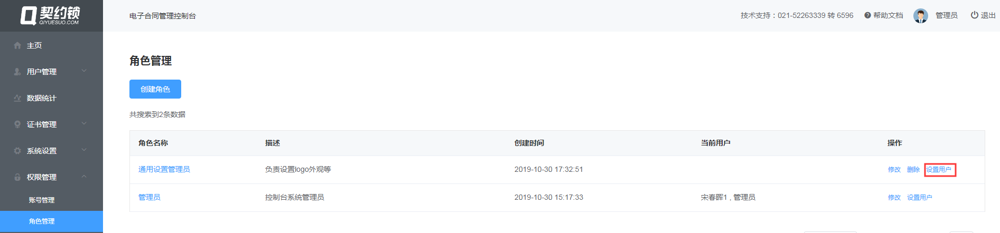 契约锁
QIYUESUO.COM
电子合同管理控制台
技术支持：021-52263339 转 6596
帮助文档
管理员
退出
主页
用户管理
数据统计
证书管理
系统设置
权限管理
账号管理
角色管理
角色管理
创建角色
共搜索到2条数据
角色名称 描述 创建时间 当前用户 操作
通用设置管理员 负责设置logo外观等 2019-10-30 17:32:51 修改 删除 设置用户
管理员 控制台系统管理员 2019-10-30 15:17:33 宋春晖1 , 管理员 修改 设置用户